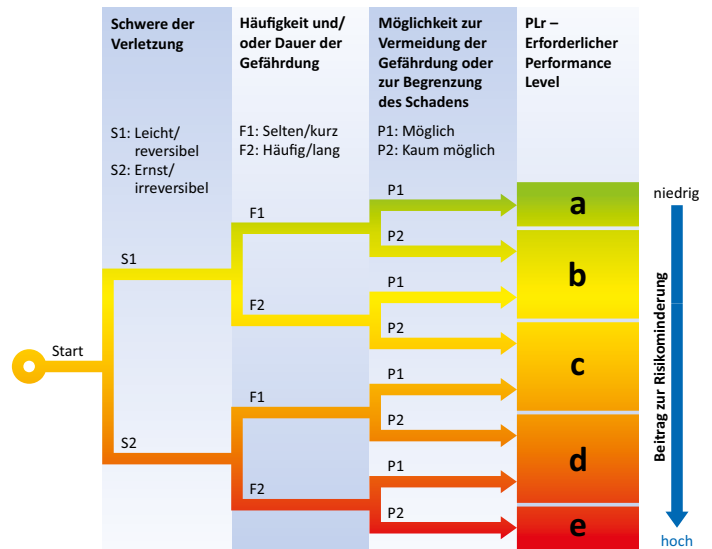 Schwere der
Verletzung
Häufigkeit und/
oder Dauer der
Gefährdung
Möglichkeit zur
Vermeidung der
Gefährdung oder
zur Begrenzung
des Schadens
PLr –
Erforderlicher
Performance
Level
S1: Leicht/
reversibel
S2: Ernst/
irreversibel
F1: Selten/kurz
F2: Häufig/lang
P1: Möglich
P2: Kaum möglich
Start
S1
S2
F1
F2
F1
F2
P1
P2
P1
P2
P1
P2
P1
P2
a
b
c
d
e
niedrig
Beitrag zur Risikominderung
hoch